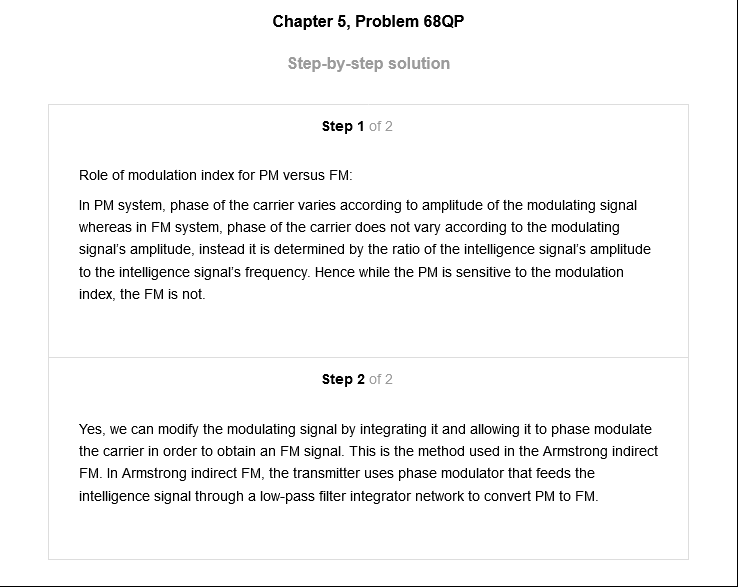 Chapter 5, Problem 68QP
Step-by-step solution
Step 1 of 2
Role of modulation index for PM versus FM:
In PM system, phase of the carrier varies according to amplitude of the modulating signal
whereas in FM system, phase of the carrier does not vary according to the modulating
signal's amplitude, instead it is determined by the ratio of the intelligence signal's amplitude
to the intelligence signal's frequency. Hence while the PM is sensitive to the modulation
index, the FM is not.
Step 2 of 2
Yes, we can modify the modulating signal by integrating it and allowing it to phase modulate
the carrier in order to obtain an FM signal. This is the method used in the Armstrong indirect
FM. In Armstrong indirect FM, the transmitter uses phase modulator that feeds the
intelligence signal through a low-pass filter integrator network to convert PM to FM.